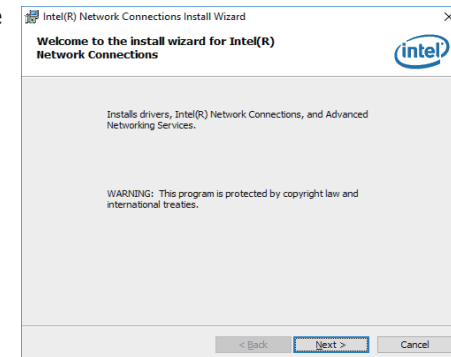 e
Intel(R) Network Connections Install Wizard
Welcome to the install wizard for Intel(R)
Network Connections
intel
Installs drivers, Intel(R) Network Connections, and Advanced
Networking Services.
WARNING: This program is protected by copyright law and
international treaties.
< Back Next > Cancel